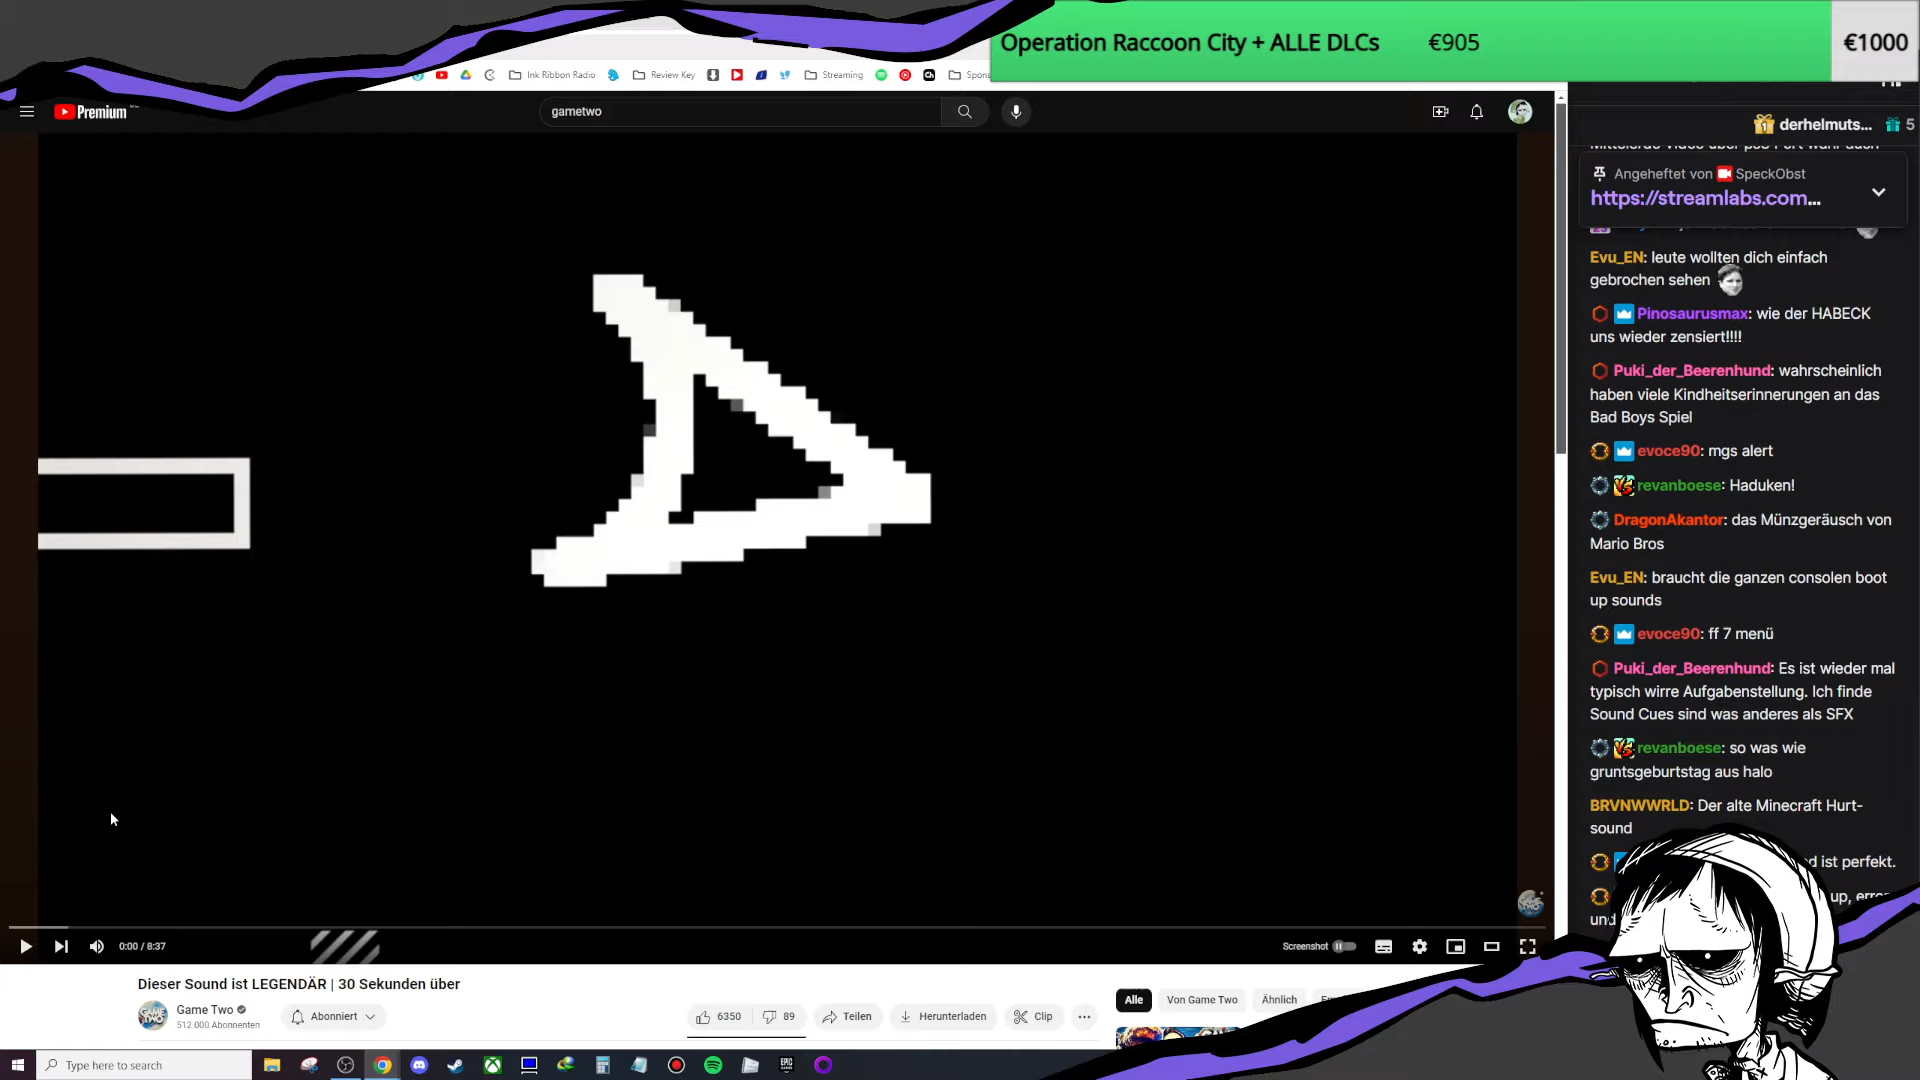 Operation Raccoon City + ALLE DLCs €905 €1000
Ink Ribbon Radio Review Key Streaming
Premium
gametwo
derhelmuts... 5
Angeheftet von SpeckObst
https://streamlabs.com...
Evu_EN: leute wollten dich einfach
gebrochen sehen
Pinosaurusmax: wie der HABECK
uns wieder zensiert!!!!
Puki_der_Beerenhund: wahrscheinlich
haben viele Kindheitserinnerungen an das
Bad Boys Spiel
evoce90: mgs alert
revanboese: Haduken!
DragonAkantor: das Münzgeräusch von
Mario Bros
Evu_EN: braucht die ganzen consolen boot
up sounds
evoce90: ff 7 menü
Puki_der_Beerenhund: Es ist wieder mal
typisch wirre Aufgabenstellung. Ich finde
Sound Cues sind was anderes als SFX
revanboese: so was wie
gruntsgeburtstag aus halo
BRVNWWRLD: Der alte Minecraft Hurt-
sound
ist perfekt.
up,
0:00 / 8:37
Screenshot
Dieser Sound ist LEGENDÄR | 30 Sekunden über
Game Two
512.000 Abonnenten
Abonniert
6350 89 Teilen Herunterladen Clip
Alle Von Game Two Ähnlich
Type here to search